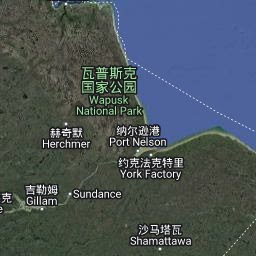 瓦普斯克
国家公园
Wapusk
National Park
赫奇默
Herchmer
纳尔逊港
Port Nelson
约克法克特里
York Factory
吉勒姆
Gillam
Sundance
克
e
沙马塔瓦
Shamattawa